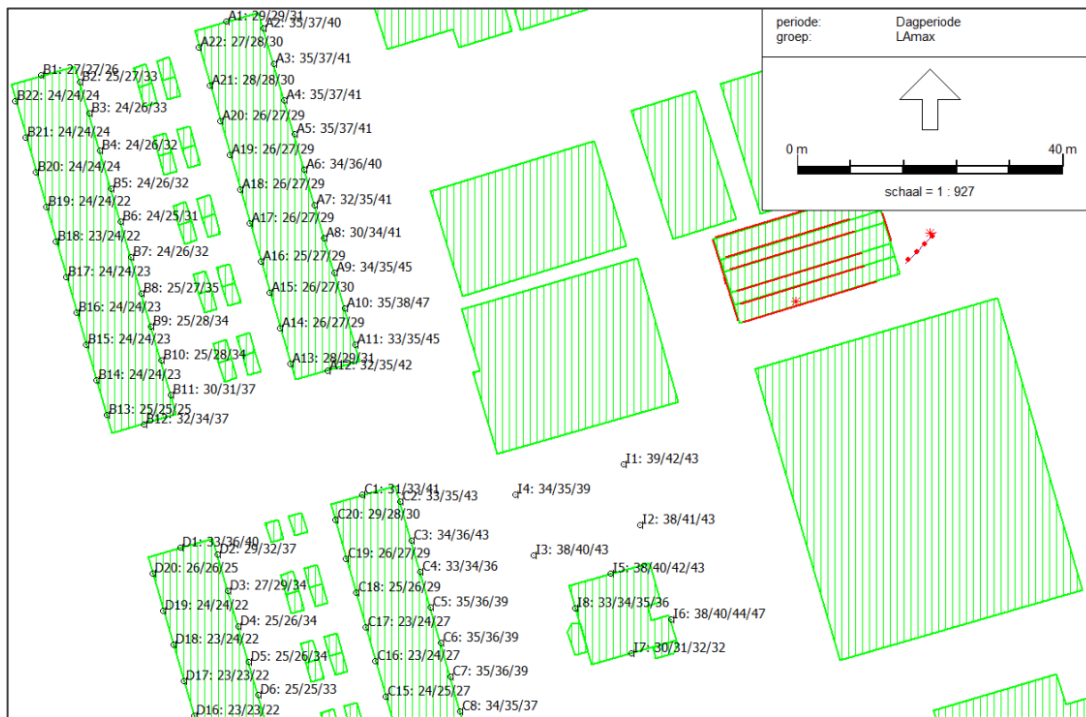 periode: Dagperiode
groep: LAmax
0 m 40 m
schaal = 1 : 927
A1: 29/29/31
A2: 35/37/40
A22: 27/28/30
A3: 35/37/41
A21: 28/28/30
A4: 35/37/41
A20: 26/27/29
A5: 35/37/41
A19: 26/27/29
A6: 34/36/40
A18: 26/27/29
A7: 32/35/41
A17: 26/27/29
A8: 30/34/41
A16: 25/27/29
A9: 34/35/45
A15: 26/27/30
A10: 35/38/47
A14: 26/27/29
A11: 33/35/45
A13: 28/29/31
A12: 32/35/42
B1: 27/27/26
B2: 25/27/33
B22: 24/24/24
B3: 24/26/33
B21: 24/24/24
B4: 24/26/32
B20: 24/24/24
B5: 24/26/32
B19: 24/24/22
B6: 24/25/31
B18: 23/24/22
B7: 24/26/32
B17: 24/24/23
B8: 25/27/35
B16: 24/24/23
B9: 25/28/34
B15: 24/24/23
B10: 25/28/34
B14: 24/24/23
B11: 30/31/37
B13: 25/25/25
B12: 32/34/37
I1: 39/42/43
I4: 34/35/39
I2: 38/41/43
I3: 38/40/43
I5: 38/40/42/43
I8: 33/34/35/36
I6: 38/40/44/47
I7: 30/31/32/32
C1: 31/33/41
C2: 33/35/43
C20: 29/28/30
C3: 34/36/43
C19: 26/27/29
C4: 33/34/36
C18: 25/26/29
C5: 35/36/39
C17: 23/24/27
C6: 35/36/39
C16: 23/24/27
C7: 35/36/39
C15: 24/25/27
C8: 34/35/37
D1: 33/36/40
D2: 29/32/37
D20: 26/26/25
D3: 27/29/34
D19: 24/24/22
D4: 25/26/34
D18: 23/24/22
D5: 25/26/34
D17: 23/23/22
D6: 25/25/33
D16: 23/23/22